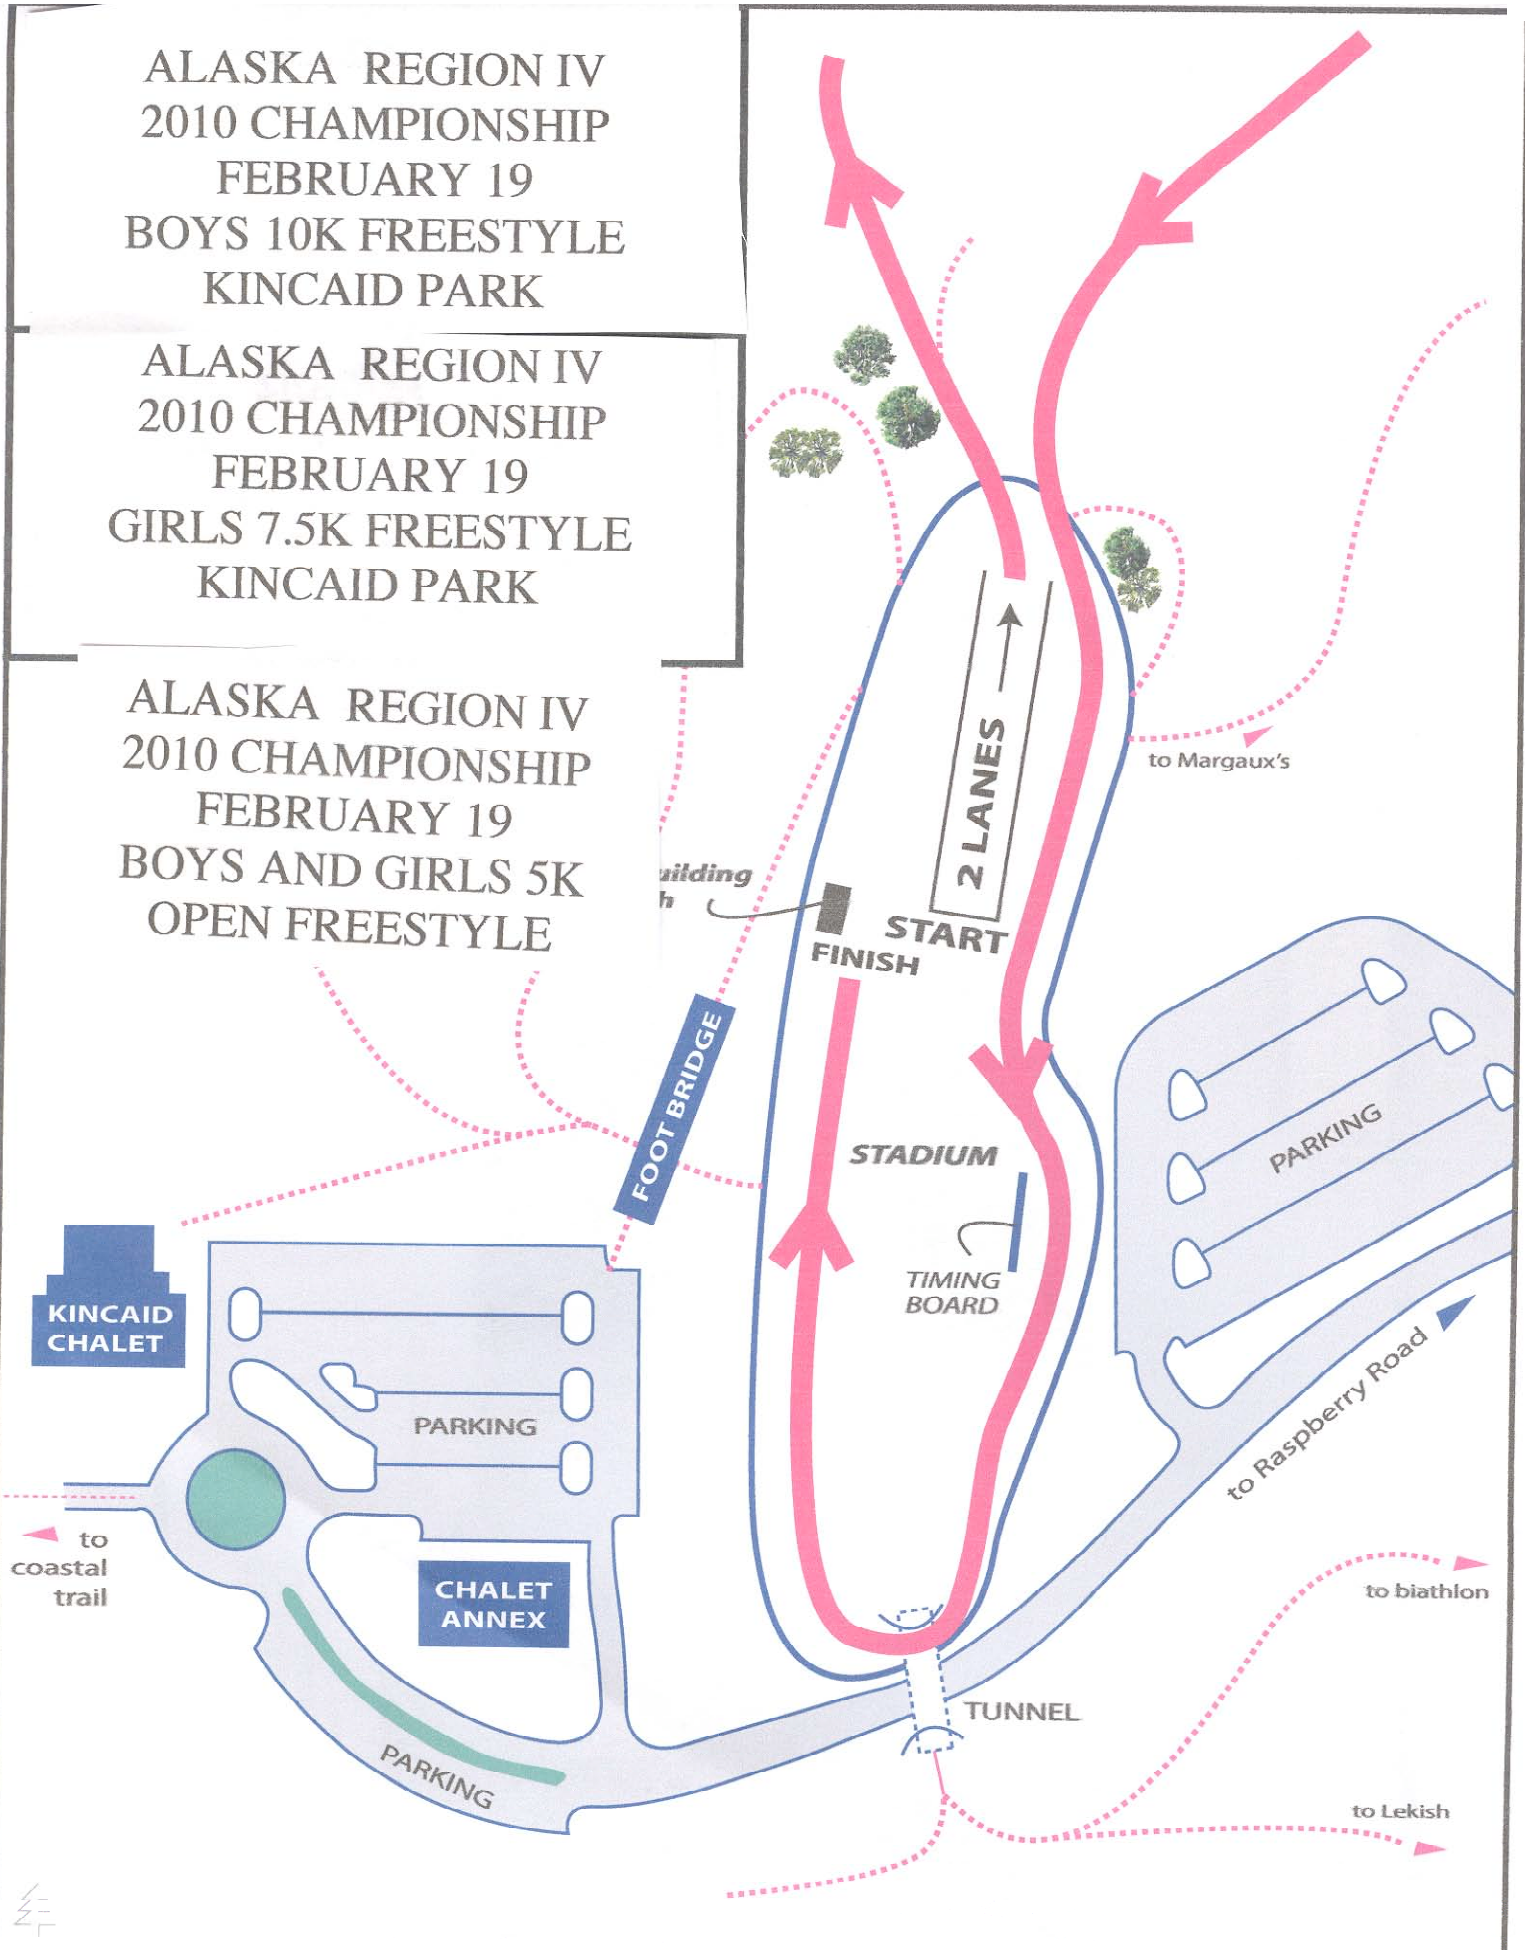 ALASKA REGION IV
2010 CHAMPIONSHIP
FEBRUARY 19
BOYS 10K FREESTYLE
KINCAID PARK
ALASKA REGION IV
2010 CHAMPIONSHIP
FEBRUARY 19
GIRLS 7.5K FREESTYLE
KINCAID PARK
ALASKA REGION IV
2010 CHAMPIONSHIP
FEBRUARY 19
BOYS AND GIRLS 5K
OPEN FREESTYLE
to Margaux's
2 LANES
uilding
h
START
FINISH
FOOT BRIDGE
STADIUM
PARKING
TIMING
BOARD
KINCAID
CHALET
PARKING
to Raspberry Road
to
coastal
trail
CHALET
ANNEX
to biathlon
TUNNEL
PARKING
to Lekish